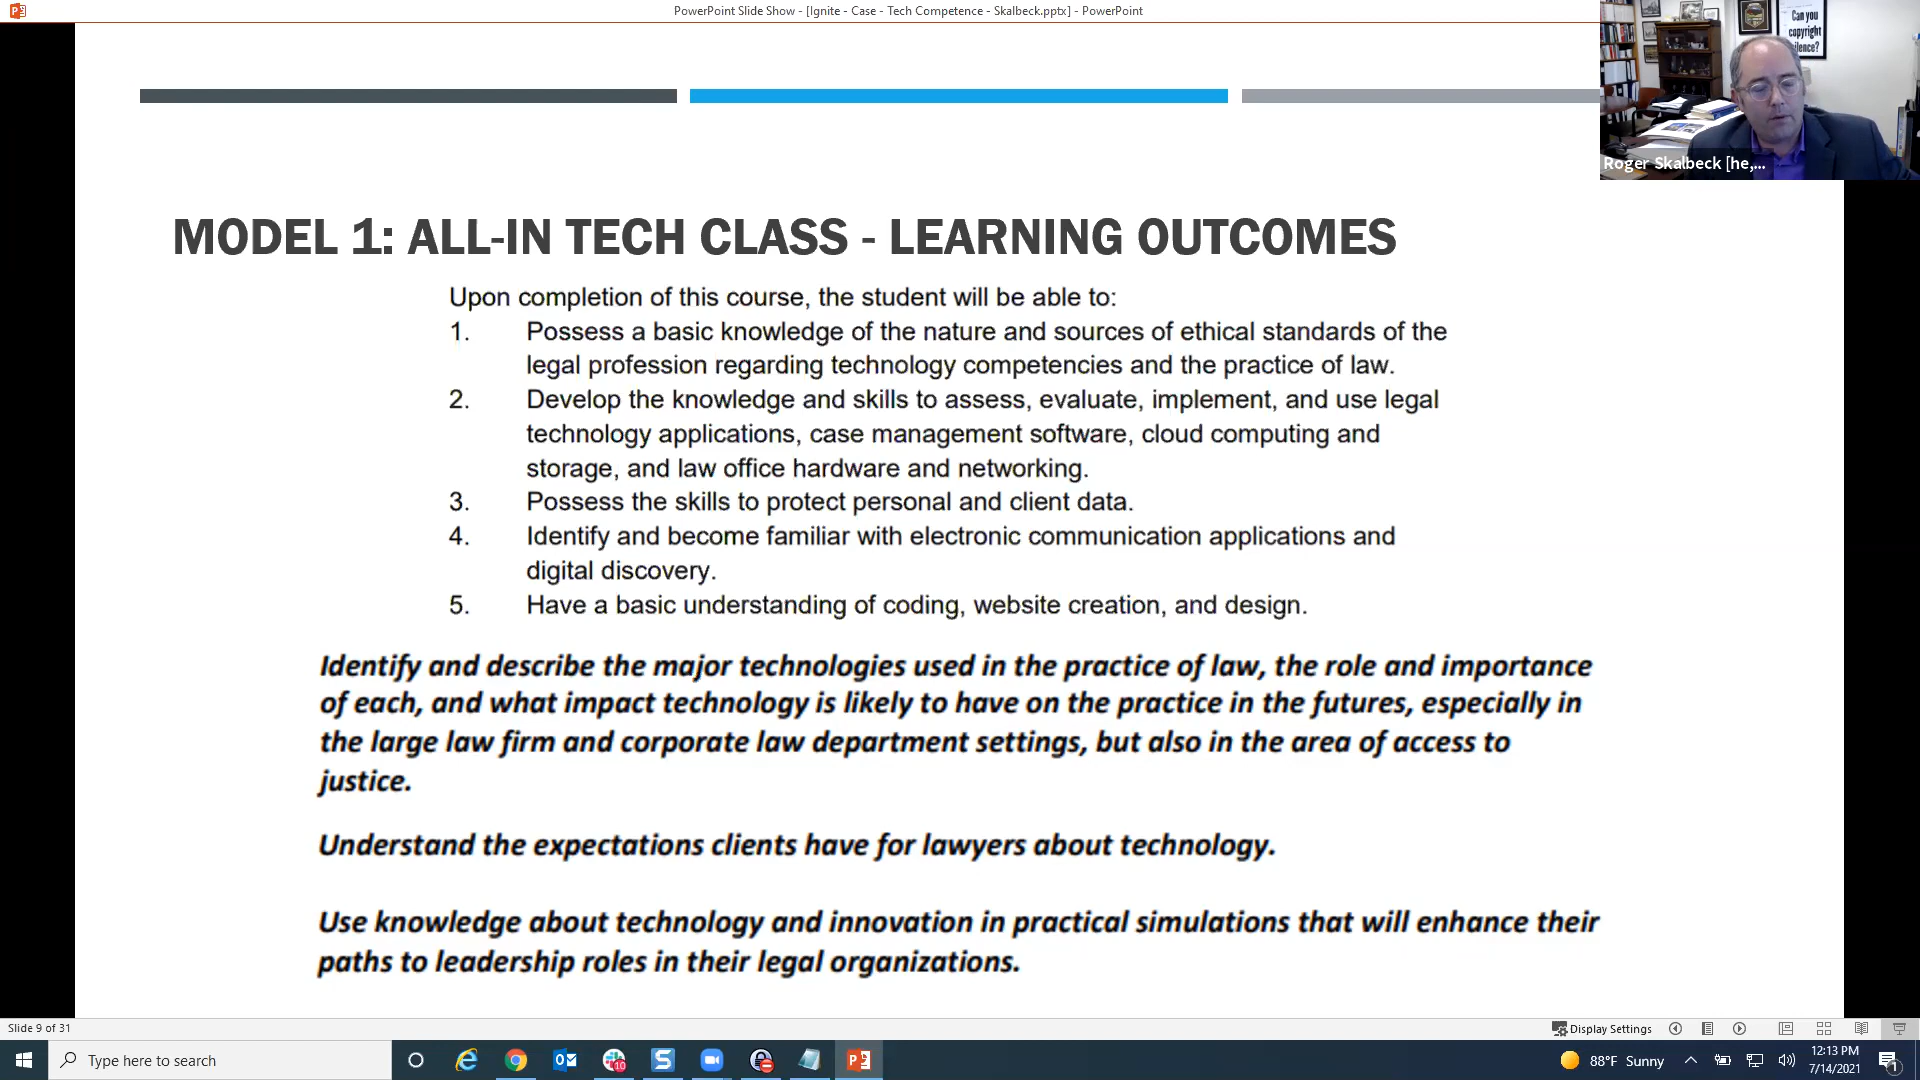 PowerPoint Slide Show - [Ignite - Case - Tech Competence - Skalbeck.pptx] - PowerPoint
Can you
copyright
silence?
Roger Skalbeck [he,...
MODEL 1: ALL-IN TECH CLASS - LEARNING OUTCOMES
Upon completion of this course, the student will be able to:
1. Possess a basic knowledge of the nature and sources of ethical standards of the
legal profession regarding technology competencies and the practice of law.
2. Develop the knowledge and skills to assess, evaluate, implement, and use legal
technology applications, case management software, cloud computing and
storage, and law office hardware and networking.
3. Possess the skills to protect personal and client data.
4. Identify and become familiar with electronic communication applications and
digital discovery.
5. Have a basic understanding of coding, website creation, and design.
Identify and describe the major technologies used in the practice of law, the role and importance
of each, and what impact technology is likely to have on the practice in the futures, especially in
the large law firm and corporate law department settings, but also in the area of access to
justice.
Understand the expectations clients have for lawyers about technology.
Use knowledge about technology and innovation in practical simulations that will enhance their
paths to leadership roles in their legal organizations.
Slide 9 of 31
Display Settings
Type here to search
10
88°F Sunny
12:13 PM
7/14/2021
1